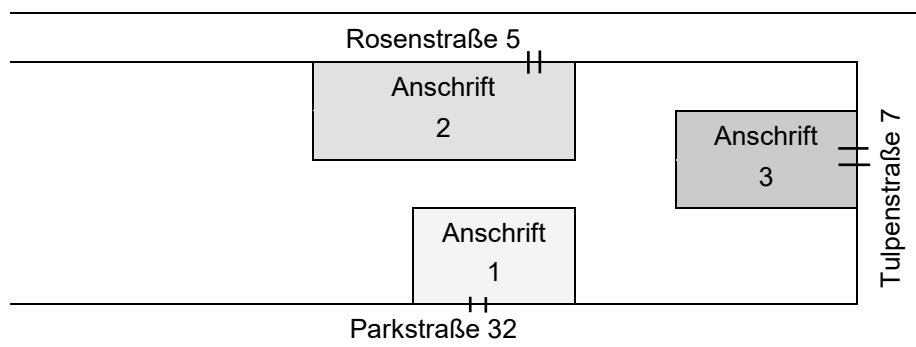 Rosenstraße 5
Anschrift
2
Anschrift
3
Tulpenstraße 7
Anschrift
1
Parkstraße 32